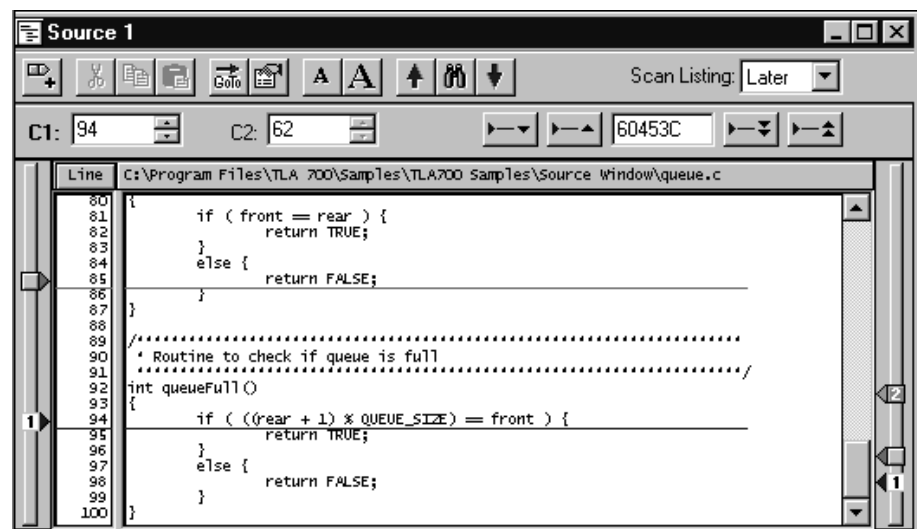 Source 1
GoTo A A Scan Listing: Later
C1: 94 C2: 62 60453C
Line C:\Program Files\TLA 700\Samples\TLA700 Samples\Source Window\queue.c
80 {
81 if ( front == rear ) {
82 return TRUE;
83 }
84 else {
85 return FALSE;
86 }
87 }
88
89 /**********************************************************************
90 * Routine to check if queue is full
91 **********************************************************************/
92 int queueFull()
93 {
94 if ( ((rear + 1) % QUEUE_SIZE) == front ) {
95 return TRUE;
96 }
97 else {
98 return FALSE;
99 }
100 }
1
2
1